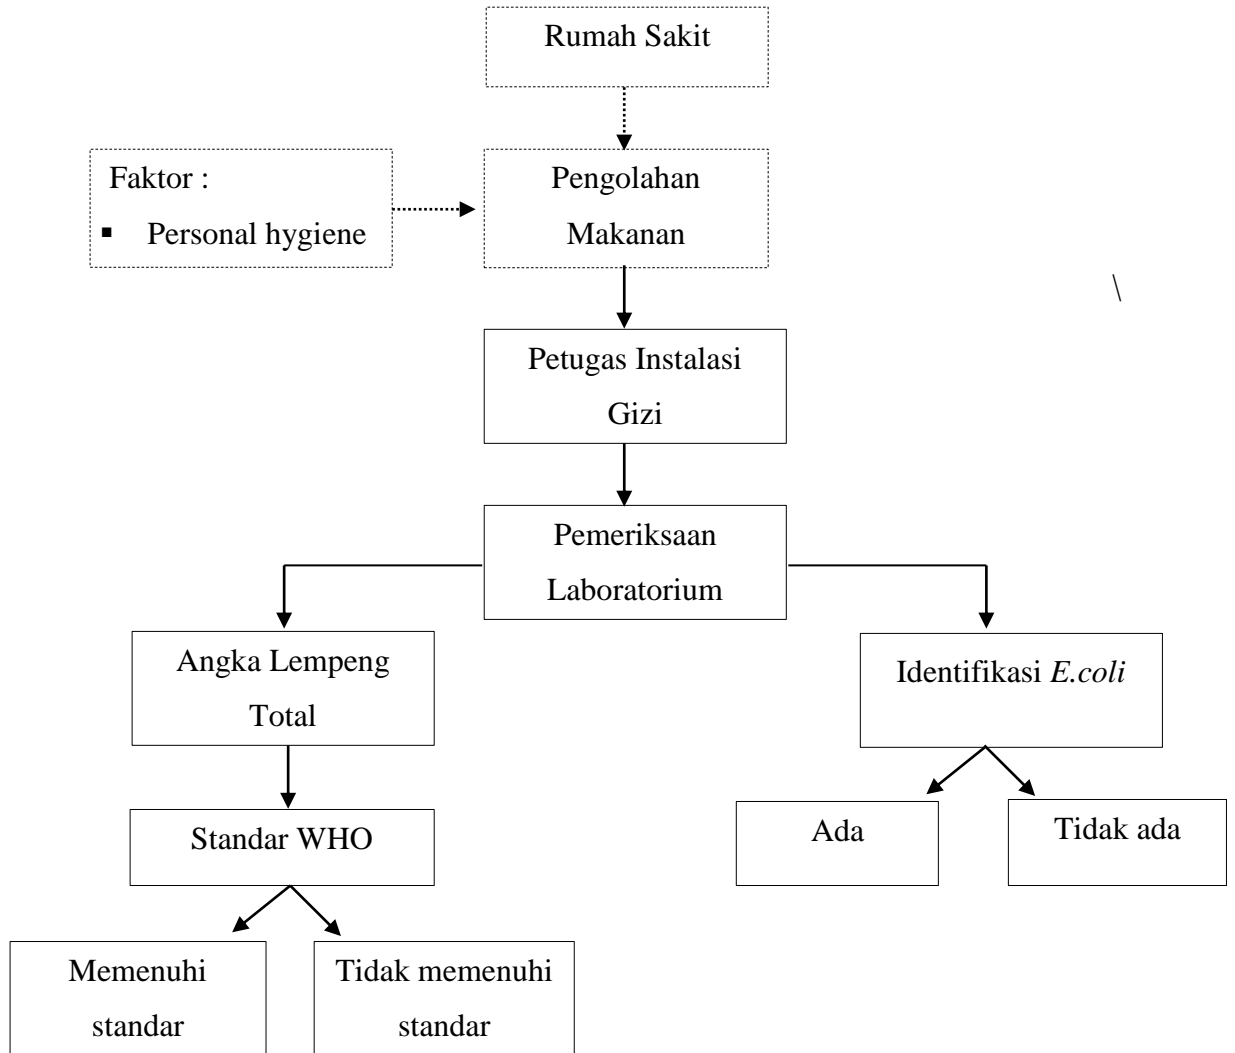 Rumah Sakit
Faktor :
▪ Personal hygiene
Pengolahan
Makanan
\
Petugas Instalasi
Gizi
Pemeriksaan
Laboratorium
Angka Lempeng
Total
Identifikasi E.coli
Standar WHO
Ada
Tidak ada
Memenuhi
standar
Tidak memenuhi
standar